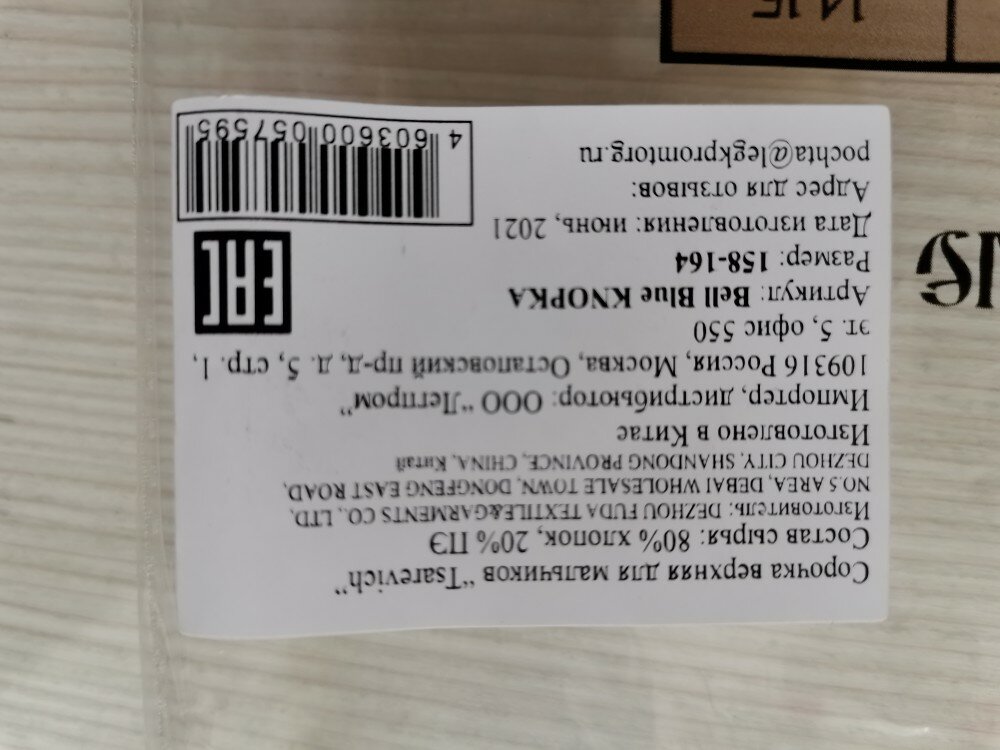 Сорочка верхняя для мальчиков "Tsarevich"
Состав сырья: 80% хлопок, 20% ПЭ
Изготовитель: DEZHOU FUDA TEXTILE&GARMENTS CO., LTD,
NO.5 AREA, DEBAI WHOLESALE TOWN, DONGFENG EAST ROAD,
DEZHOU CITY, SHANDONG PROVINCE, CHINA, Китай
Изготовлено в Китае
Импортер, дистрибьютор: ООО "Легпром"
109316 Россия, Москва, Остаповский пр-д, д. 5, стр. 1,
эт. 5, офис 550
Артикул: Bell Blue KNOPKA
Размер: 158-164
Дата изготовления: июнь, 2021
Адрес для отзывов:
pochta@legkpromtorg.ru
EAC
4 603600 057595
14,15